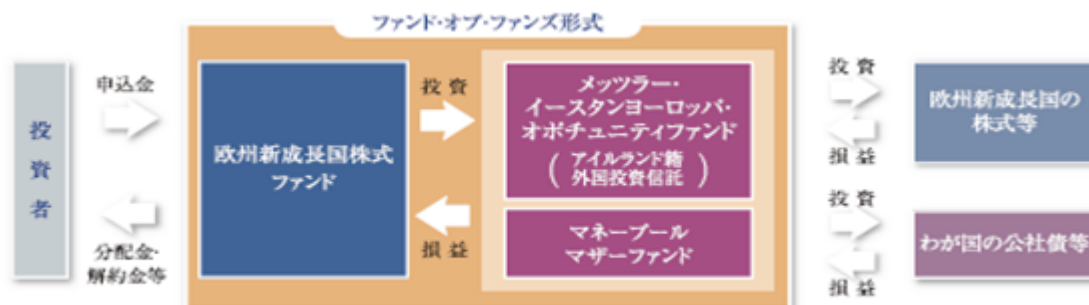 ファンド・オブ・ファンズ形式
投資者
申込金
分配金・
解約金等
欧州新成長国株式
ファンド
投資
損益
メッツラー・
イースタンヨーロッパ・
オポチュニティファンド
(アイルランド籍
外国投資信託)
マネープール
マザーファンド
投資
損益
投資
損益
欧州新成長国の
株式等
わが国の公社債等